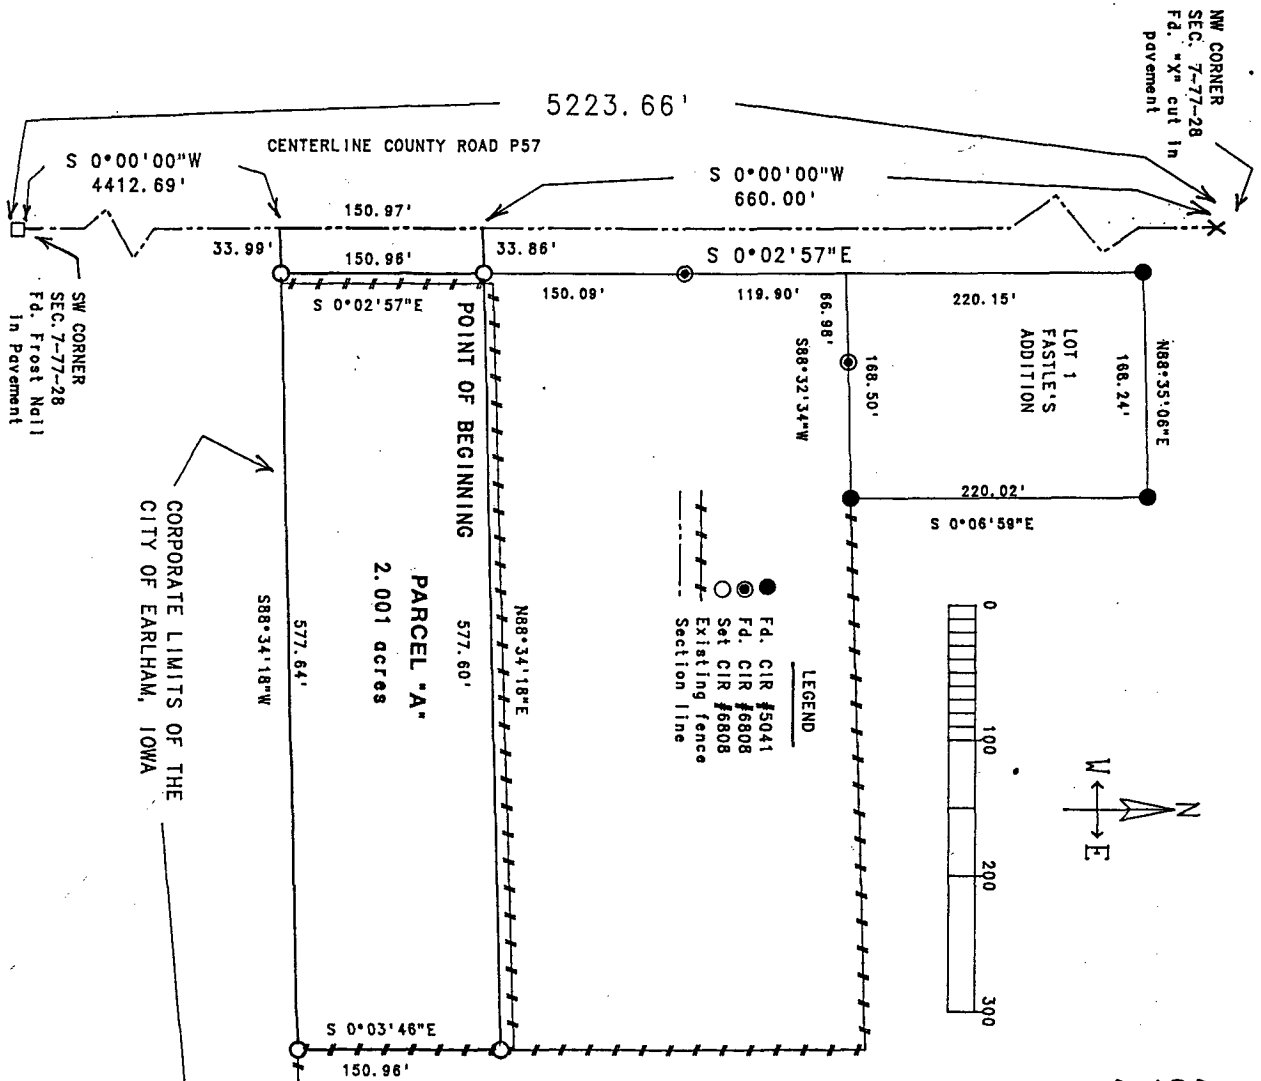 NW CORNER
SEC. 7-77-28
Fd. "X" cut in
pavement
5223.66'
CENTERLINE COUNTY ROAD P57
S 0°00'00"W
4412.69'
S 0°00'00"W
660.00'
150.97'
33.99'
150.96'
33.86'
S 0°02'57"E
S 0°02'57"E
150.09'
119.90'
220.15'
SW CORNER
SEC. 7-77-28
Fd. Frost Nail
in Pavement
POINT OF BEGINNING
66.98'
168.50'
S88°32'34"W
LOT 1
FASTLE'S
ADDITION
168.24'
N88°35'06"E
220.02'
S 0°06'59"E
CORPORATE LIMITS OF THE
CITY OF EARLHAM, IOWA
S88°34'18"W
577.64'
PARCEL "A"
2.001 acres
577.60'
N88°34'18"E
LEGEND
Fd. CIR #5041
Fd. CIR #6808
Set CIR #6808
Existing fence
Section line
0
100
200
300
N
W
E
S 0°03'46"E
150.96'